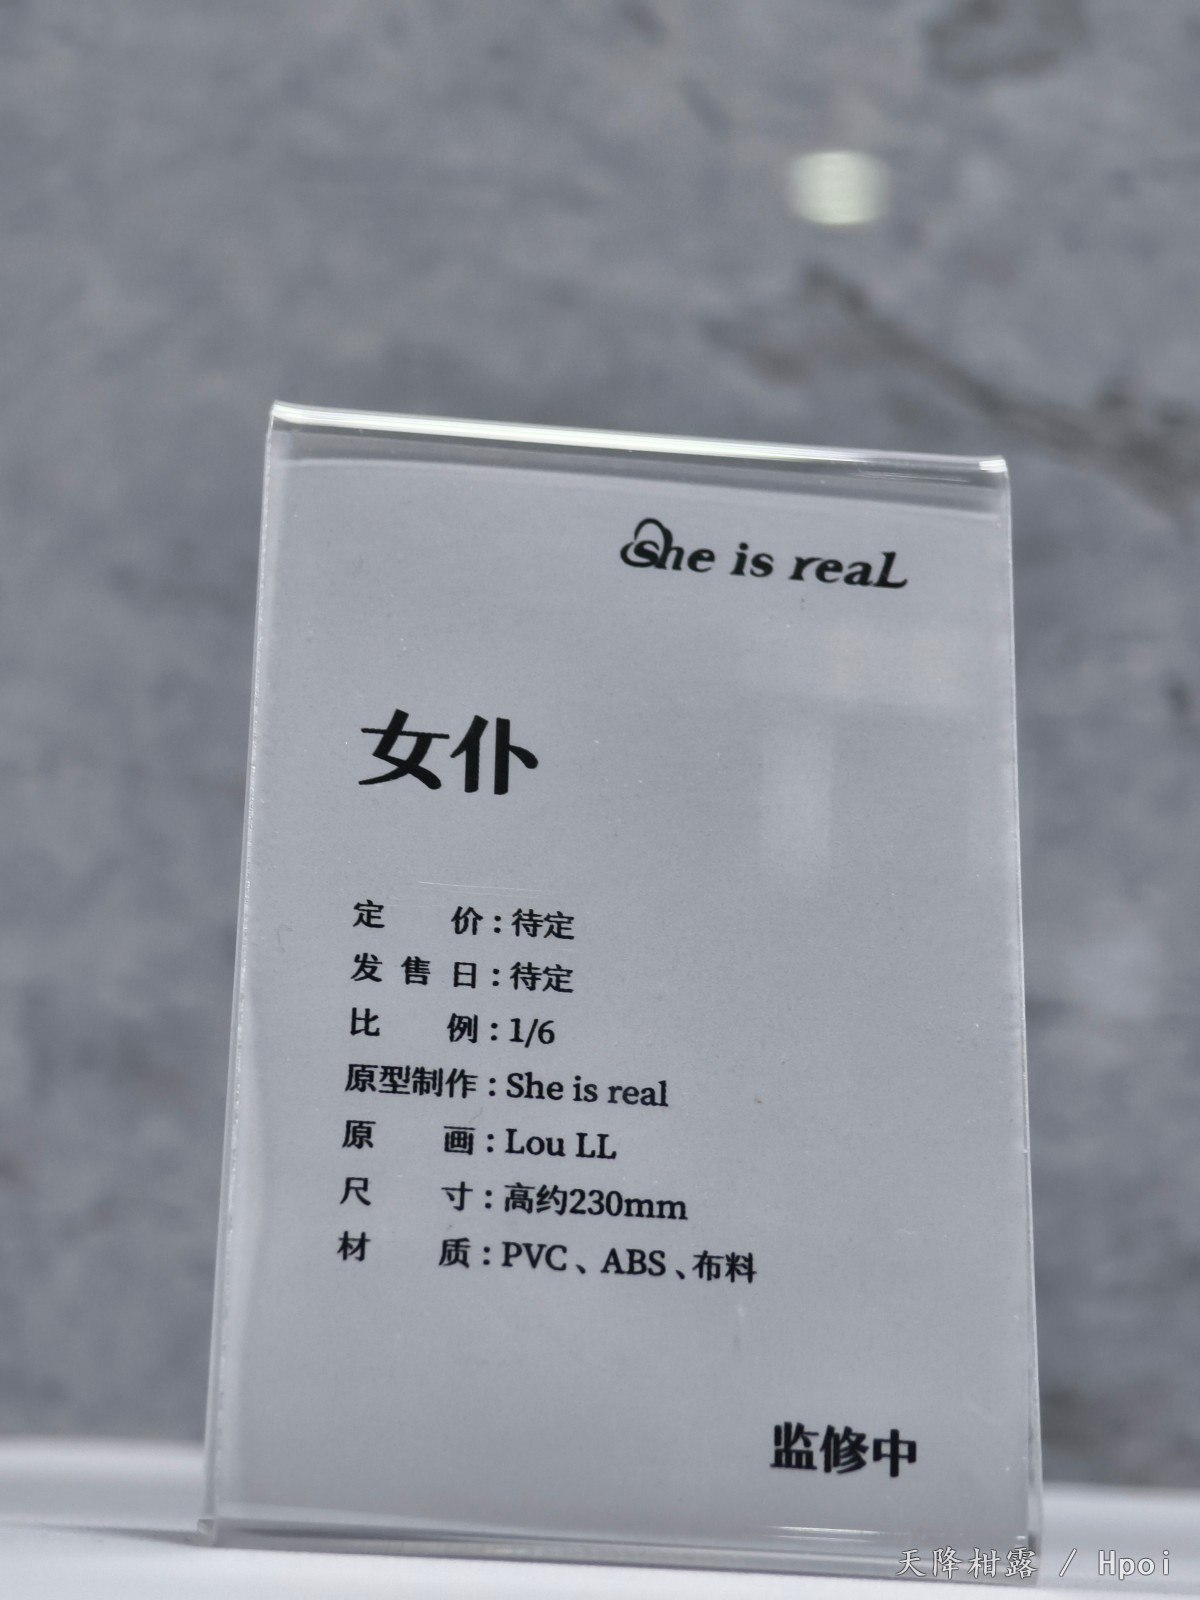 She is reaL
女仆
定价：待定
发售日：待定
比例：1/6
原型制作：She is real
原画：Lou LL
尺寸：高约230mm
材质：PVC、ABS、布料
监修中
天降柑露 / Hpoi